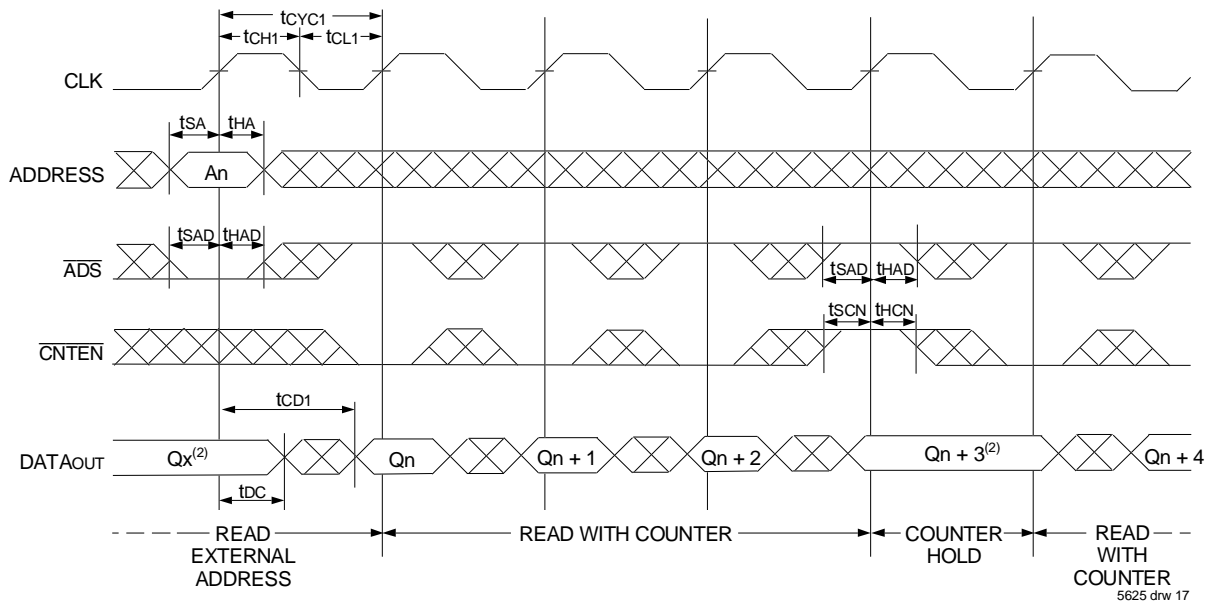 tCYC1
tCH1 tCL1
CLK
tSA tHA
ADDRESS An
tSAD tHAD
ADS
tSAD tHAD
tSCN tHCN
CNTEN
tCD1
DATAOUT Qx(2) Qn Qn + 1 Qn + 2 Qn + 3(2) Qn + 4
tDC
READ
EXTERNAL
ADDRESS
READ WITH COUNTER
COUNTER
HOLD
READ
WITH
COUNTER
5625 drw 17